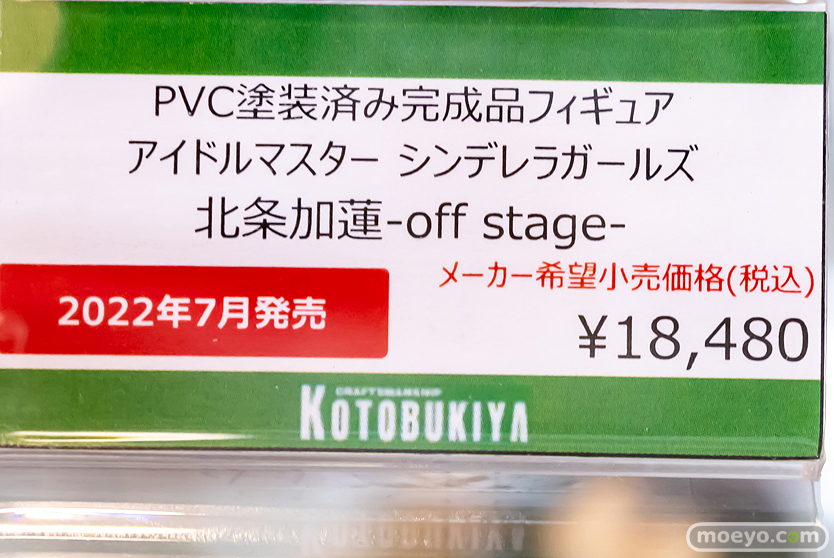 PVC塗装済み完成品フィギュア
アイドルマスター シンデレラガールズ
北条加蓮-off stage-
メーカー希望小売価格(税込)
2022年7月発売
¥18,480
CRAFTSMANSHIP
KOTOBUKIYA
moeyo.com